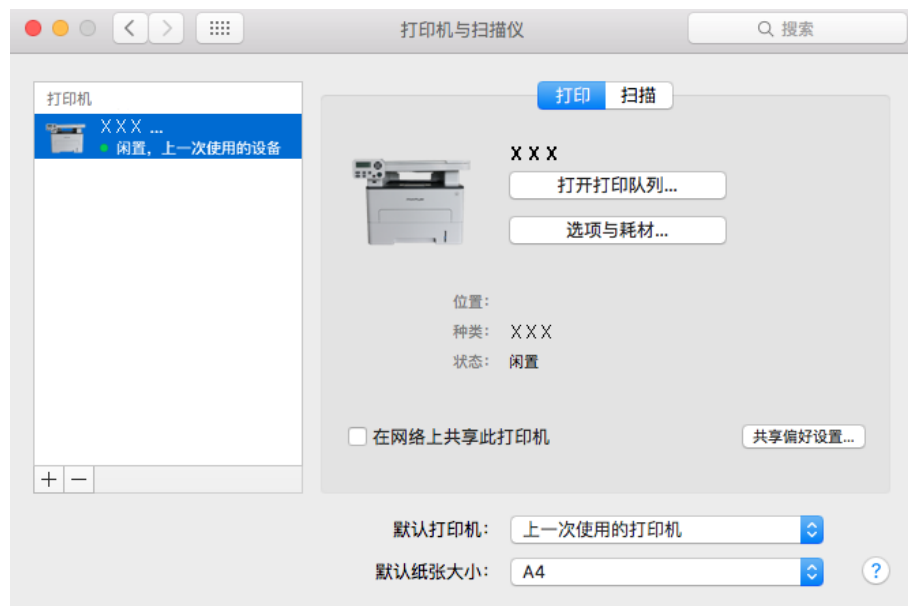 打印机与扫描仪
搜索
打印机
XXX ...
闲置，上一次使用的设备
打印 扫描
XXX
打开打印队列...
选项与耗材...
位置：
种类： XXX
状态： 闲置
在网络上共享此打印机
共享偏好设置...
+ −
默认打印机： 上一次使用的打印机
默认纸张大小： A4
?